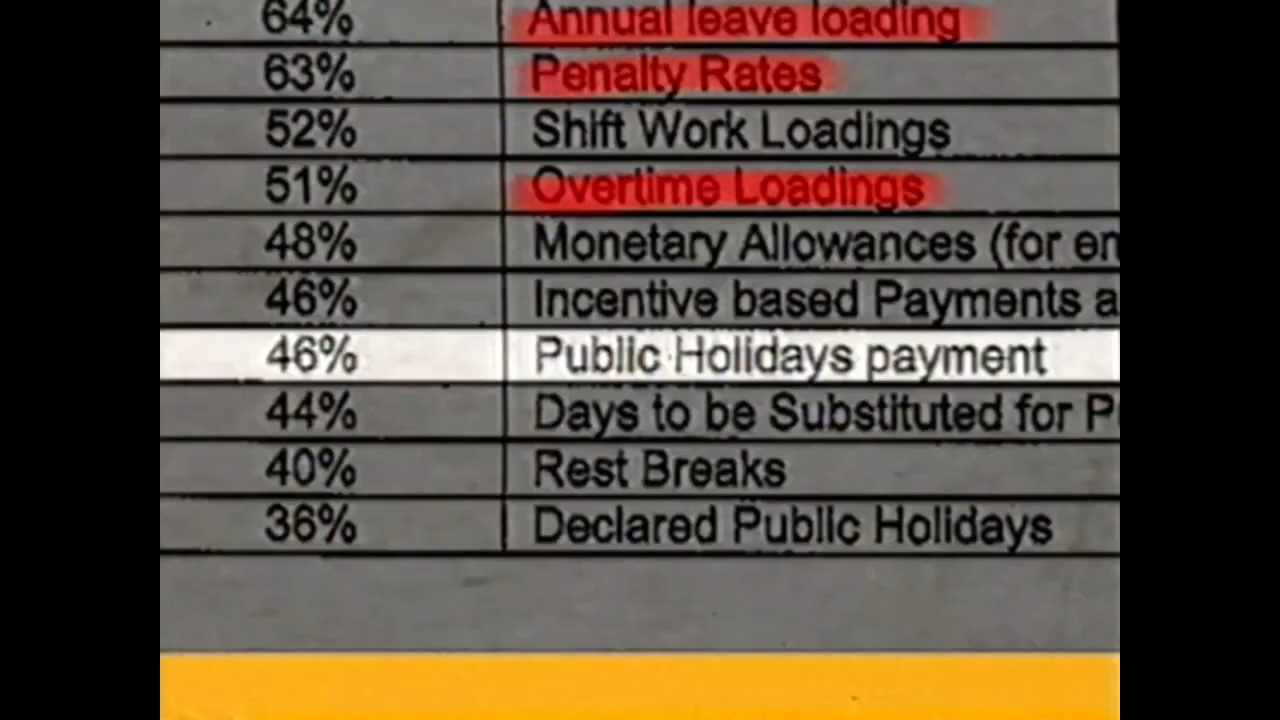 64% Annual leave loading
63% Penalty Rates
52% Shift Work Loadings
51% Overtime Loadings
48% Monetary Allowances (for en
46% Incentive based Payments a
46% Public Holidays payment
44% Days to be Substituted for P
40% Rest Breaks
36% Declared Public Holidays